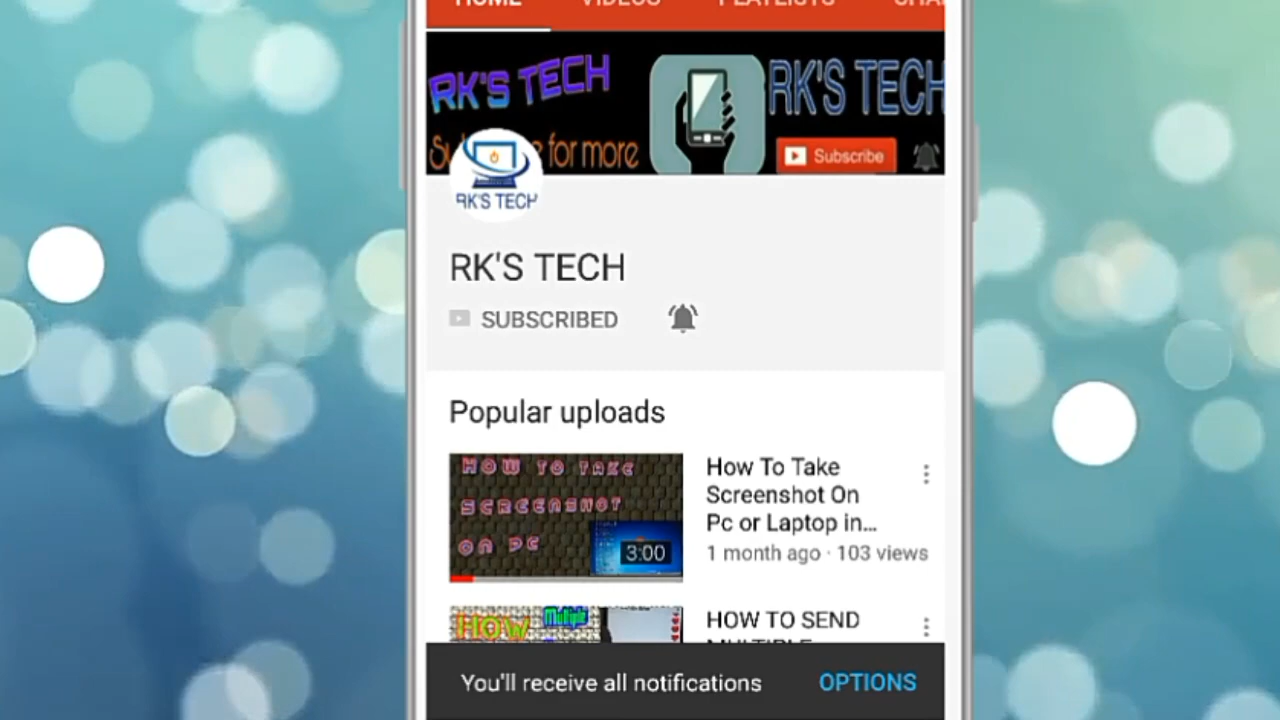 HOME VIDEOS PLAYLISTS
RK'S TECH
RK'S TECH
for more
Subscribe
RK'S TECH
RK'S TECH
SUBSCRIBED
Popular uploads
HOW TO TAKE
SCREENSHOT
ON PC
3:00
How To Take
Screenshot On
Pc or Laptop in...
1 month ago · 103 views
HOW
Multiple
HOW TO SEND
MULTIPLE
You'll receive all notifications OPTIONS